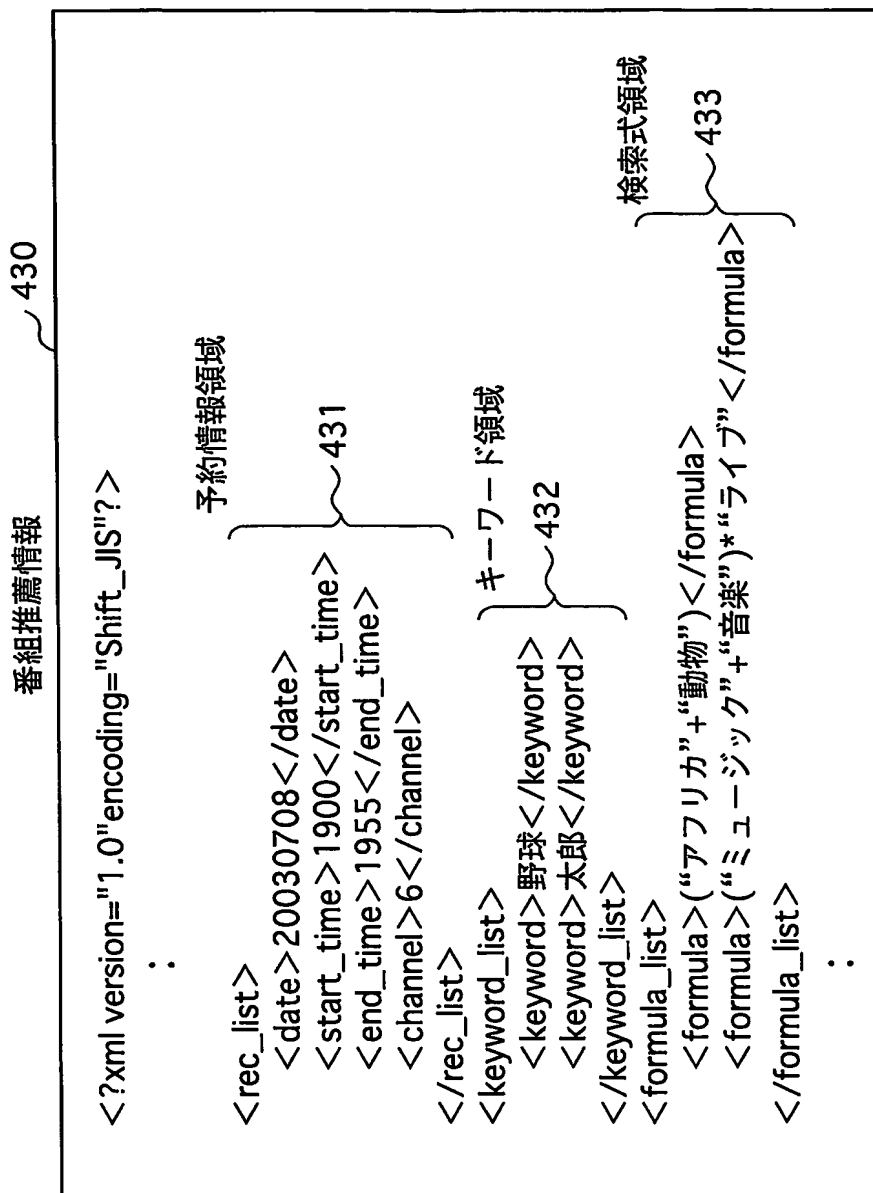 番組推薦情報
430
<?xml version="1.0"encoding="Shift_JIS"?>
:
<rec_list>
予約情報領域
<date>20030708</date>
<start_time>1900</start_time>
431
<end_time>1955</end_time>
<channel>6</channel>
</rec_list>
<keyword_list>
キーワード領域
<keyword>野球</keyword>
432
<keyword>太郎</keyword>
</keyword_list>
<formula_list>
検索式領域
<formula>(“アフリカ”+“動物”)</formula>
433
<formula>(“ミュージック”+“音楽”)*“ライブ”</formula>
</formula_list>
: